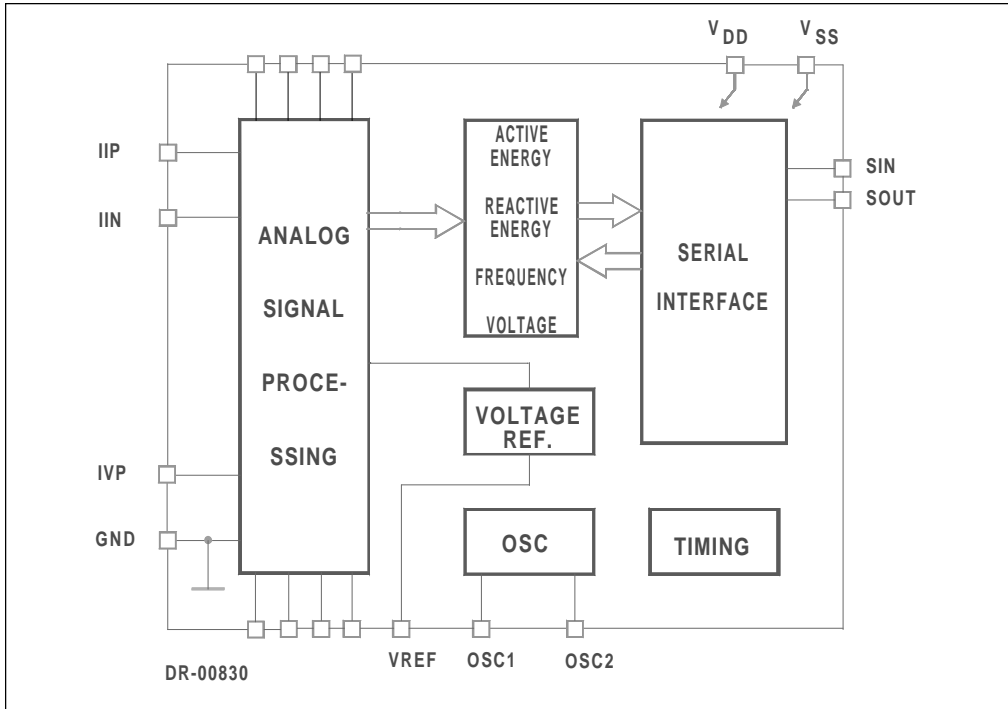 V DD
V SS
IIP
IIN
IVP
GND
ANALOG
SIGNAL
PROCE-
SSING
ACTIVE
ENERGY
REACTIVE
ENERGY
FREQUENCY
VOLTAGE
SERIAL
INTERFACE
SIN
SOUT
VOLTAGE
REF.
OSC
TIMING
VREF
OSC1
OSC2
DR-00830